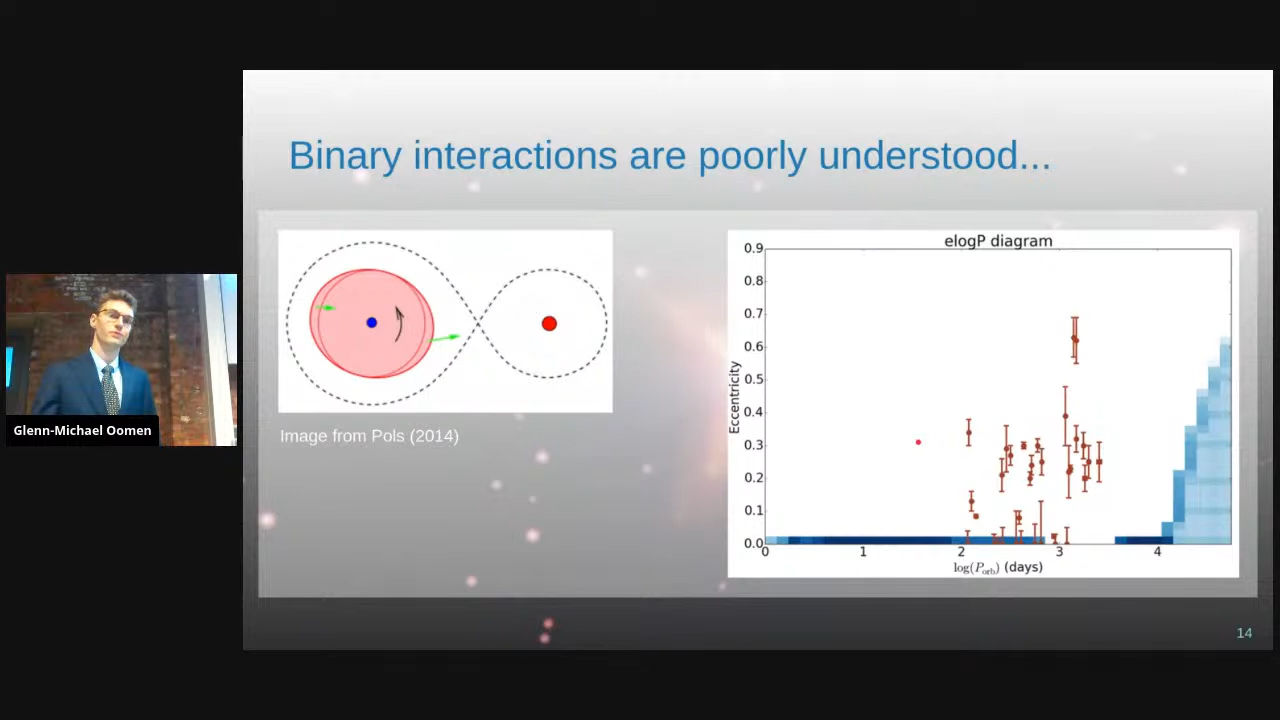 Binary interactions are poorly understood...
Glenn-Michael Oomen
Image from Pols (2014)
elogP diagram
Eccentricity
0.9
0.8
0.7
0.6
0.5
0.4
0.3
0.2
0.1
0.0
0 1 2 3 4
log(P_orb) (days)
14